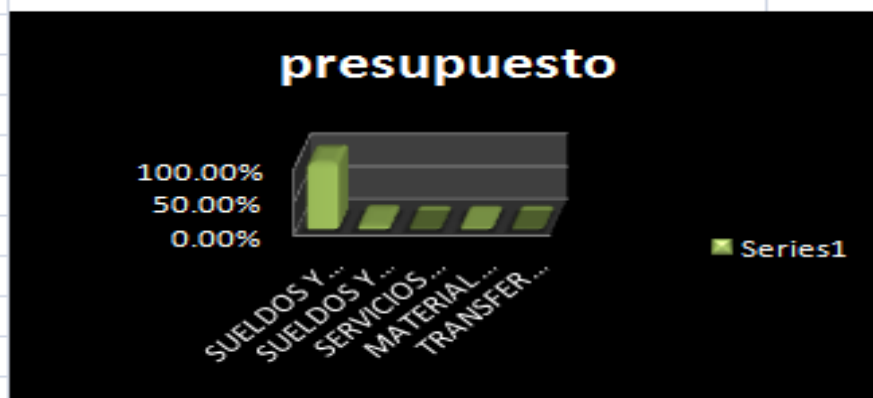 presupuesto
100.00%
50.00%
0.00%
SUELDOS Y...
SUELDOS Y...
SERVICIOS...
MATERIAL...
TRANSFER...
Series1